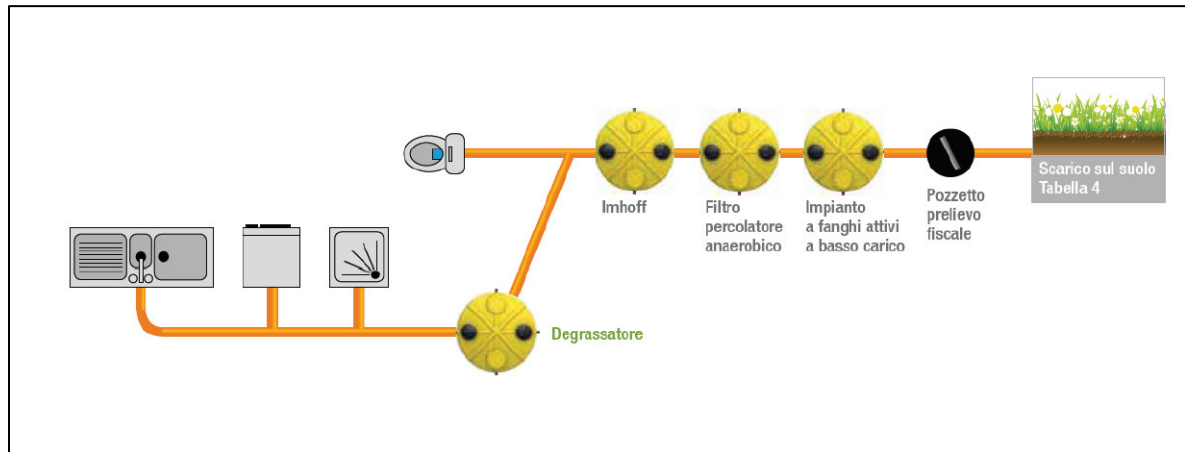 Scarico sul suolo
Tabella 4
Imhoff
Filtro
percolatore
anaerobico
Impianto
a fanghi attivi
a basso carico
Pozzetto
prelievo
fiscale
Degrassatore